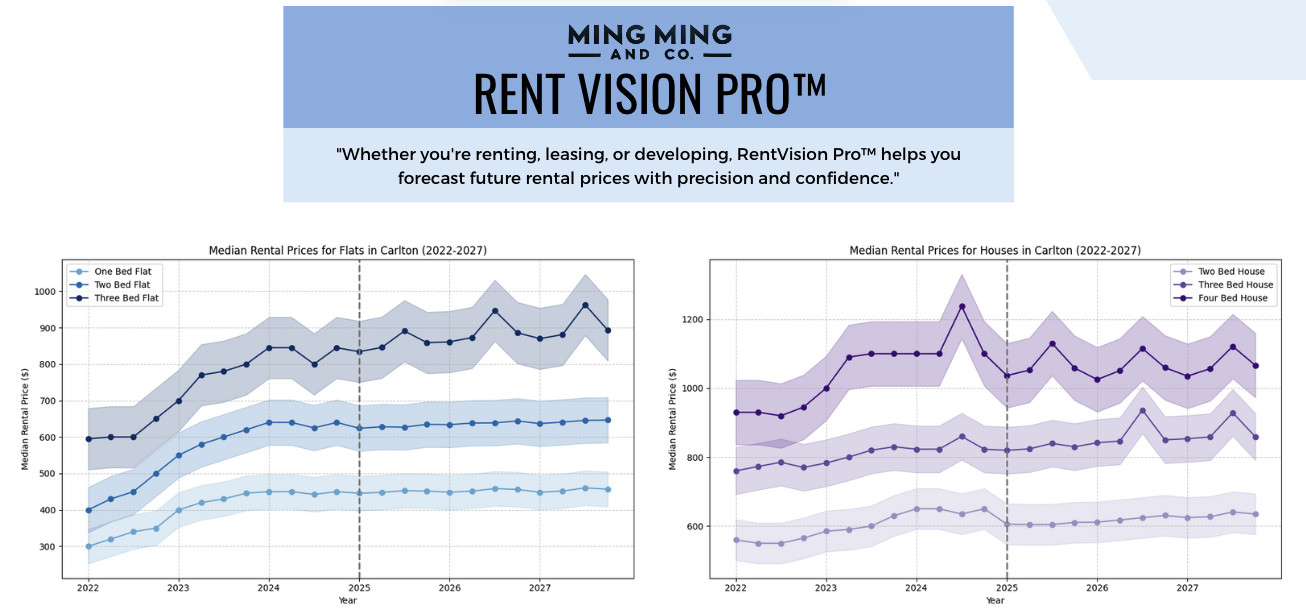 MING MING
AND CO.
RENT VISION PRO™
"Whether you're renting, leasing, or developing, RentVision Pro™ helps you
forecast future rental prices with precision and confidence."
Median Rental Prices for Flats in Carlton (2022-2027)
One Bed Flat
Two Bed Flat
Three Bed Flat
Median Rental Price ($)
1000
900
800
700
600
500
400
300
2022 2023 2024 2025 2026 2027
Year
Median Rental Prices for Houses in Carlton (2022-2027)
Two Bed House
Three Bed House
Four Bed House
Median Rental Price ($)
1200
1000
800
600
2022 2023 2024 2025 2026 2027
Year